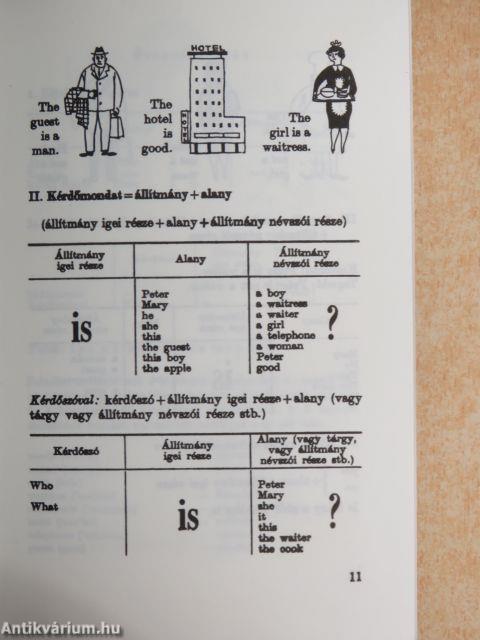 HOTEL
HOTEL
The
guest
is a
man.
The
hotel
is
good.
The
girl is a
waitress.
II. Kérdőmondat=állítmány+alany
(állítmány igei része+alany+állítmány névszói része)
Állítmány
igei része
Alany
Állítmány
névszói része
is
Peter
Mary
he
she
this
the guest
this boy
the apple
a boy
a waitress
a waiter
a girl
a telephone
a woman
Peter
good
?
Kérdőszóval: kérdőszó+állítmány igei része+alany (vagy
tárgy vagy állítmány névszói része stb.)
Kérdőszó
Állítmány
igei része
Alany (vagy tárgy,
vagy állítmány
névszói része stb.)
Who
What
is
Peter
Mary
she
it
this
the waiter
the cook
?
11
Antikvárium.hu